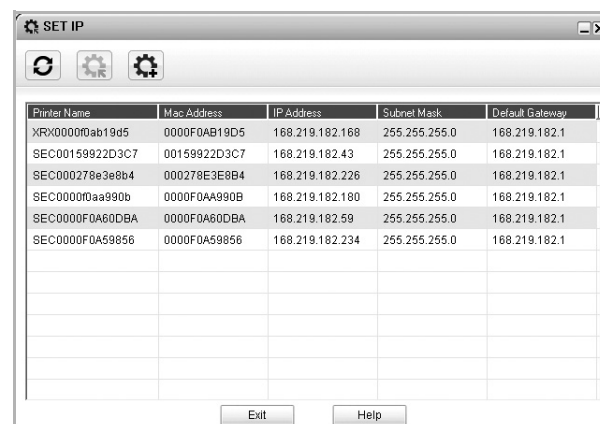 SET IP
Printer Name Mac Address IP Address Subnet Mask Default Gateway
XRX0000f0ab19d5 0000F0AB19D5 168.219.182.168 255.255.255.0 168.219.182.1
SEC00159922D3C7 00159922D3C7 168.219.182.43 255.255.255.0 168.219.182.1
SEC000278e3e8b4 000278E3E8B4 168.219.182.226 255.255.255.0 168.219.182.1
SEC0000f0aa990b 0000F0AA990B 168.219.182.180 255.255.255.0 168.219.182.1
SEC0000F0A60DBA 0000F0A60DBA 168.219.182.59 255.255.255.0 168.219.182.1
SEC0000F0A59856 0000F0A59856 168.219.182.234 255.255.255.0 168.219.182.1
Exit Help